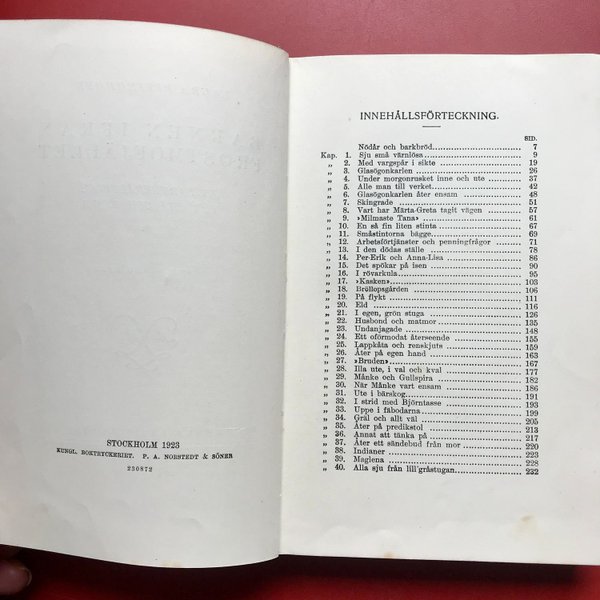 STOCKHOLM 1923
KUNGL. BOKTRYCKERIET. P. A. NORSTEDT & SÖNER
230872
INNEHÅLLSFÖRTECKNING.
SID.
Nödår och barkbröd 7
Kap. 1. Sju små värnlösa 9
„ 2. Med vargspår i sikte 19
„ 3. Glasögonkarlen 26
„ 4. Under morgonrusket inne och ute 37
„ 5. Alle man till verket 42
„ 6. Glasögonkarlen åter ensam 48
„ 7. Skingrade 51
„ 8. Vart har Märta-Greta tagit vägen 57
„ 9. »Milmaste Tana» 61
„ 10. En så fin liten stinta 67
„ 11. Småstintorna bägge 69
„ 12. Arbetsförtjänster och penningfrågor 71
„ 13. I den dödas ställe 78
„ 14. Per-Erik och Anna-Lisa 86
„ 15. Det spökar på isen 90
„ 16. I rövarkula 95
„ 17. »Kasken» 103
„ 18. Bröllopsgården 106
„ 19. På flykt 111
„ 20. Eld 116
„ 21. I egen, grön stuga 126
„ 22. Husbond och matmor 135
„ 23. Undanjagade 148
„ 24. Ett oförmodat återseende 155
„ 25. Lappkåta och renskjuts 159
„ 26. Åter på egen hand 163
„ 27. »Bruden» 167
„ 28. Illa ute, i val och kval 177
„ 29. Månke och Gullspira 182
„ 30. När Månke vart ensam 186
„ 31. Ute i bärskog 191
„ 32. I strid med Björntasse 193
„ 33. Uppe i fäbodarna 199
„ 34. Gräl och allt väl 205
„ 35. Åter på predikstol 213
„ 36. Annat att tänka på 217
„ 37. Åter ett sändebud från mor 220
„ 38. Indianer 223
„ 39. Maglena 228
„ 40. Alla sju från lill'gråstugan 232